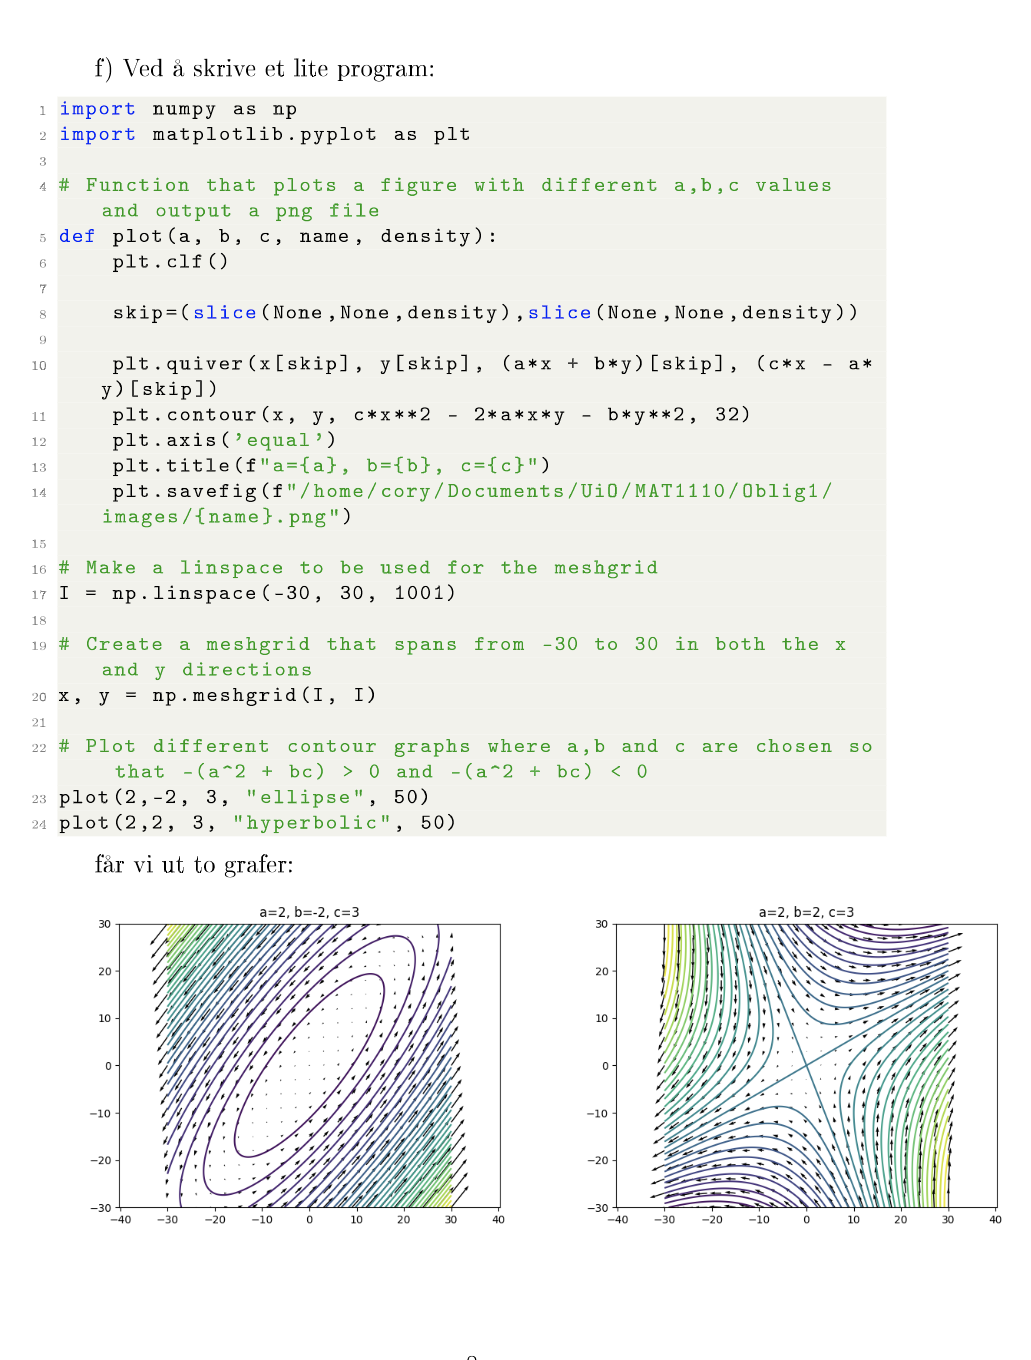 f) Ved å skrive et lite program:
1 import numpy as np
2 import matplotlib.pyplot as plt
3
4 # Function that plots a figure with different a,b,c values
and output a png file
5 def plot(a, b, c, name, density):
6 plt.clf()
7
8 skip=(slice(None,None,density),slice(None,None,density))
9
10 plt.quiver(x[skip], y[skip], (a*x + b*y)[skip], (c*x - a*
y)[skip])
11 plt.contour(x, y, c*x**2 - 2*a*x*y - b*y**2, 32)
12 plt.axis('equal')
13 plt.title(f"a={a}, b={b}, c={c}")
14 plt.savefig(f"/home/cory/Documents/UiO/MAT1110/Oblig1/
images/{name}.png")
15
16 # Make a linspace to be used for the meshgrid
17 I = np.linspace(-30, 30, 1001)
18
19 # Create a meshgrid that spans from -30 to 30 in both the x
and y directions
20 x, y = np.meshgrid(I, I)
21
22 # Plot different contour graphs where a,b and c are chosen so
that -(a^2 + bc) > 0 and -(a^2 + bc) < 0
23 plot(2,-2, 3, "ellipse", 50)
24 plot(2,2, 3, "hyperbolic", 50)
får vi ut to grafer:
a=2, b=-2, c=3
30
20
10
0
−10
−20
−30
−40 −30 −20 −10 0 10 20 30 40
a=2, b=2, c=3
30
20
10
0
−10
−20
−30
−40 −30 −20 −10 0 10 20 30 40